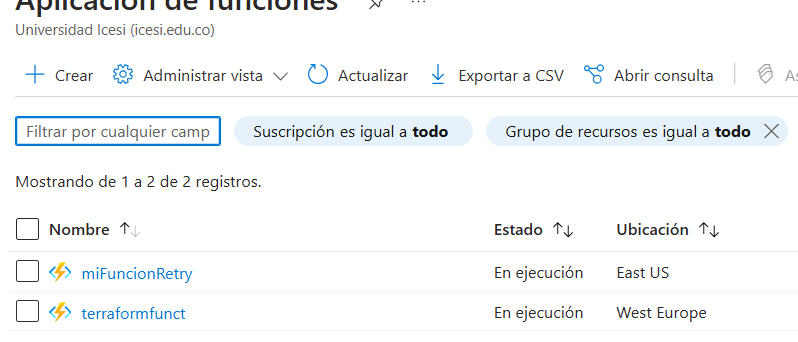 Aplicación de funciones
Universidad Icesi (icesi.edu.co)
Crear Administrar vista Actualizar Exportar a CSV Abrir consulta As
Filtrar por cualquier camp Suscripción es igual a todo Grupo de recursos es igual a todo
Mostrando de 1 a 2 de 2 registros.
Nombre Estado Ubicación
miFuncionRetry En ejecución East US
terraformfunct En ejecución West Europe